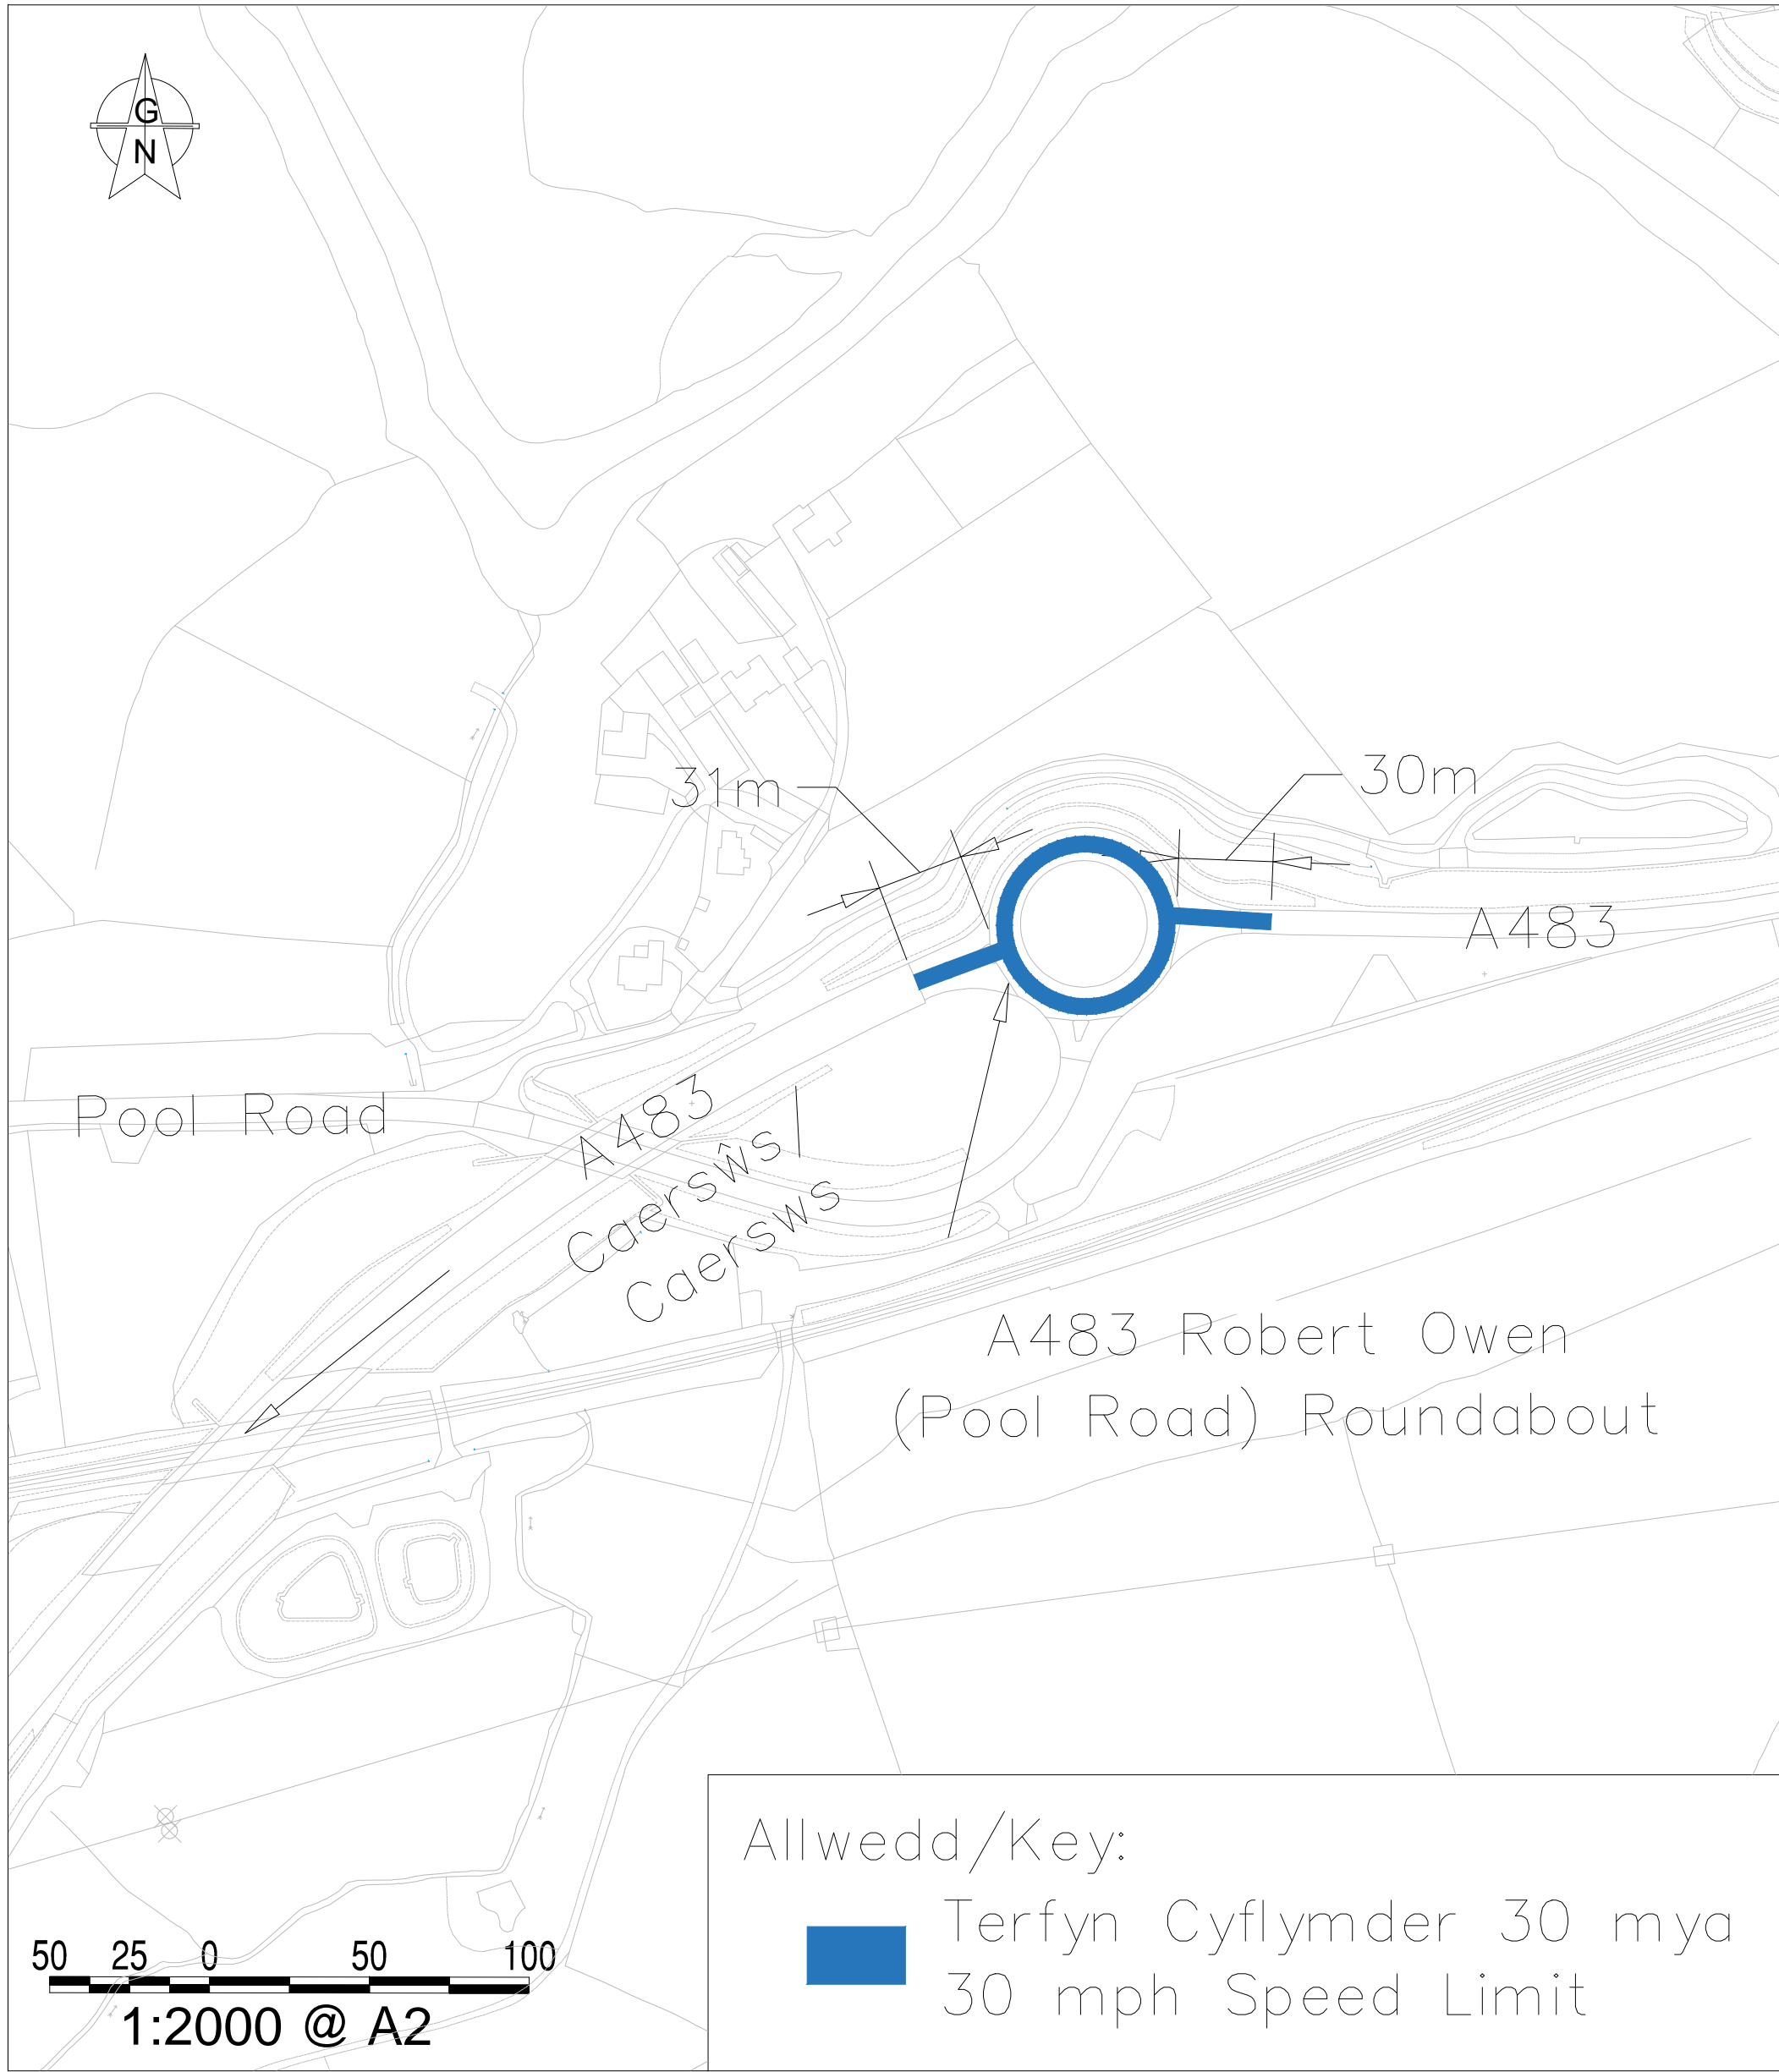 G
N
31m
30m
A483
Pool Road
A483
Caersŵs/
Caersws
A483 Robert Owen
(Pool Road) Roundabout
Allwedd/Key:
Terfyn Cyflymder 30 mya
30 mph Speed Limit
50 25 0 50 100
1:2000 @ A2